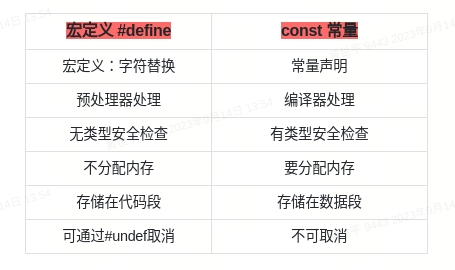 宏定义 #define const 常量
宏定义：字符替换 常量声明
预处理器处理 编译器处理
无类型安全检查 有类型安全检查
不分配内存 要分配内存
存储在代码段 存储在数据段
可通过#undef取消 不可取消